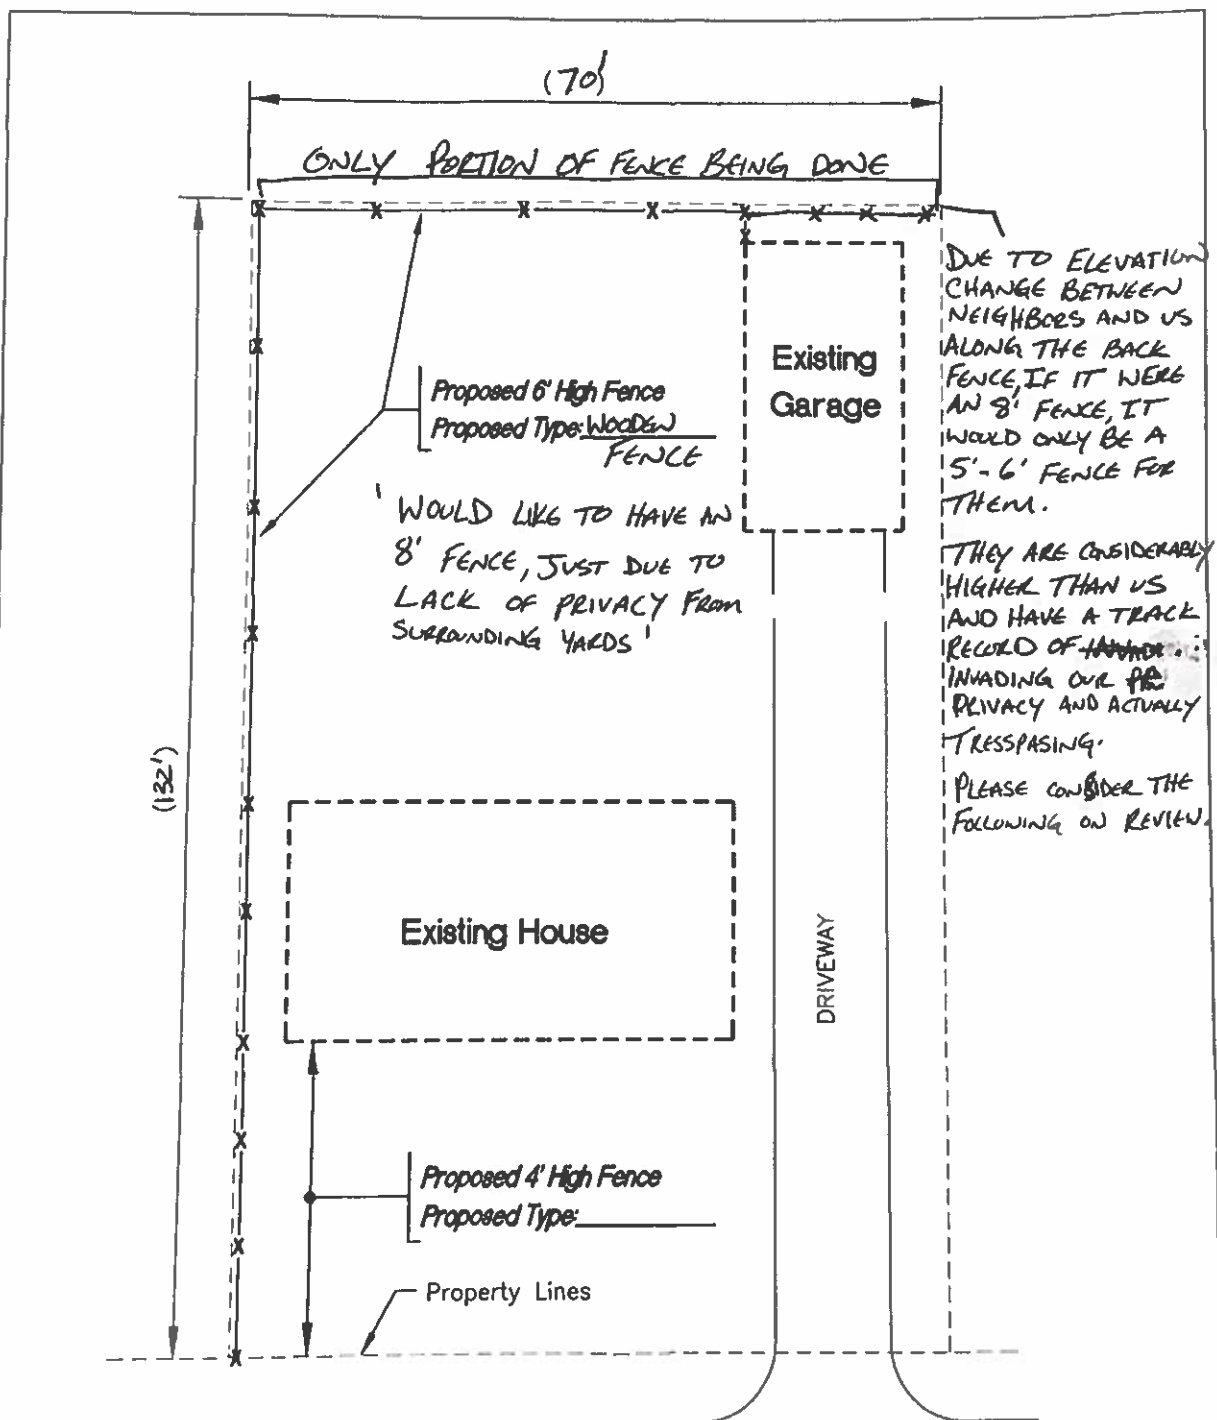 (70')
ONLY PORTION OF FENCE BEING DONE
DUE TO ELEVATION
CHANGE BETWEEN
NEIGHBORS AND US
ALONG THE BACK
FENCE, IF IT WERE
AN 8' FENCE, IT
WOULD ONLY BE A
5'-6' FENCE FOR
THEM.
THEY ARE CONSIDERABLY
HIGHER THAN US
AND HAVE A TRACK
RECORD OF
INVADING OUR
PRIVACY AND ACTUALLY
TRESSPASING.
PLEASE CONSIDER THE
FOLLOWING ON REVIEW.
Existing
Garage
Proposed 6' High Fence
Proposed Type: WOODEN
FENCE
' WOULD LIKE TO HAVE AN
8' FENCE, JUST DUE TO
LACK OF PRIVACY FROM
SURROUNDING YARDS '
(132')
Existing House
DRIVEWAY
Proposed 4' High Fence
Proposed Type:
Property Lines